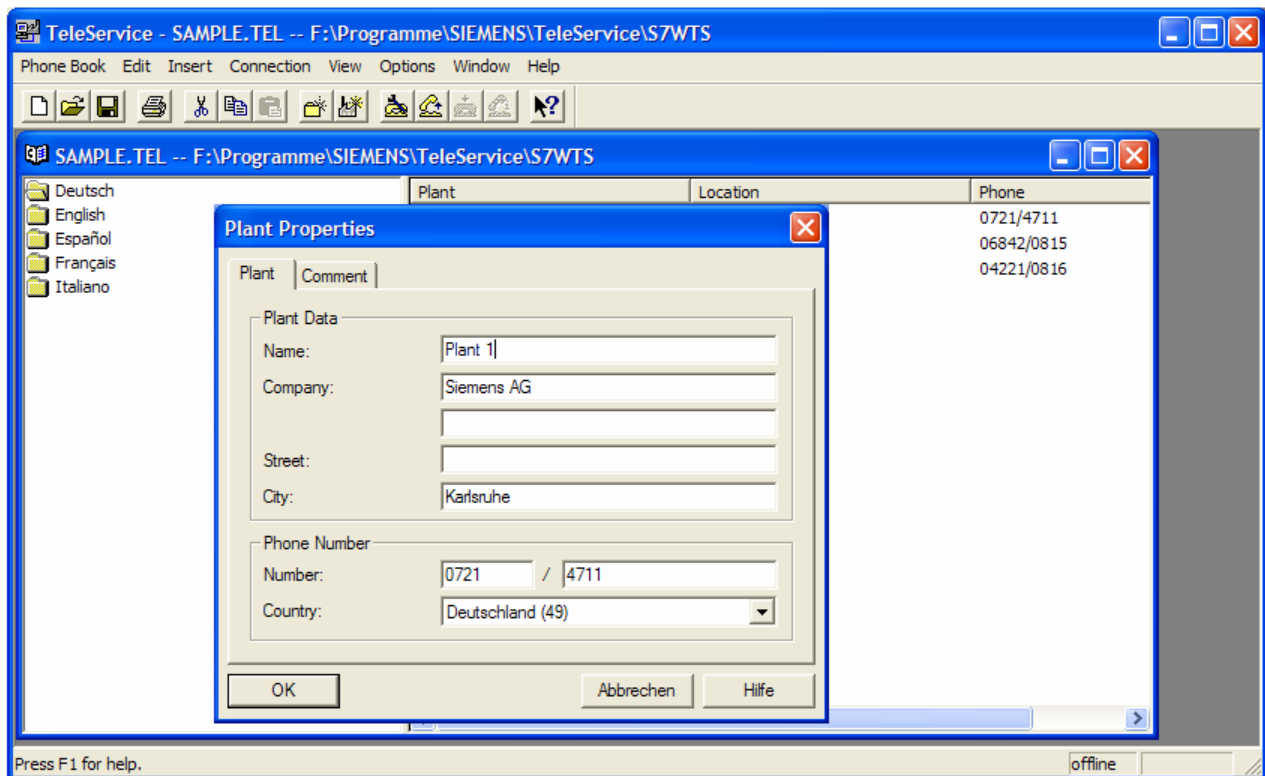 TeleService - SAMPLE.TEL -- F:\Programme\SIEMENS\TeleService\S7WTS
Phone Book Edit Insert Connection View Options Window Help
SAMPLE.TEL -- F:\Programme\SIEMENS\TeleService\S7WTS
Deutsch
English
Español
Français
Italiano
Plant Location Phone
0721/4711
06842/0815
04221/0816
Plant Properties
Plant Comment
Plant Data
Name: Plant 1
Company: Siemens AG
Street:
City: Karlsruhe
Phone Number
Number: 0721 / 4711
Country: Deutschland (49)
OK Abbrechen Hilfe
Press F1 for help. offline